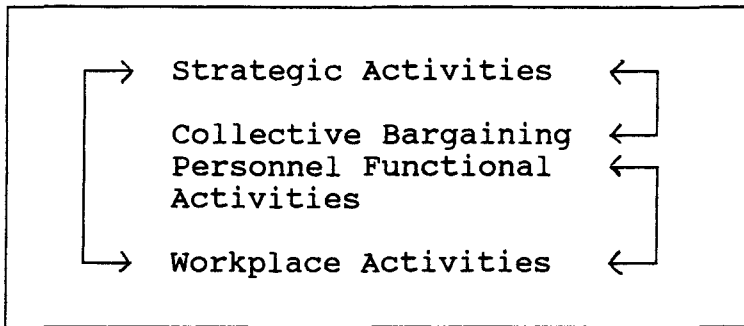 Strategic Activities
Collective Bargaining
Personnel Functional
Activities
Workplace Activities